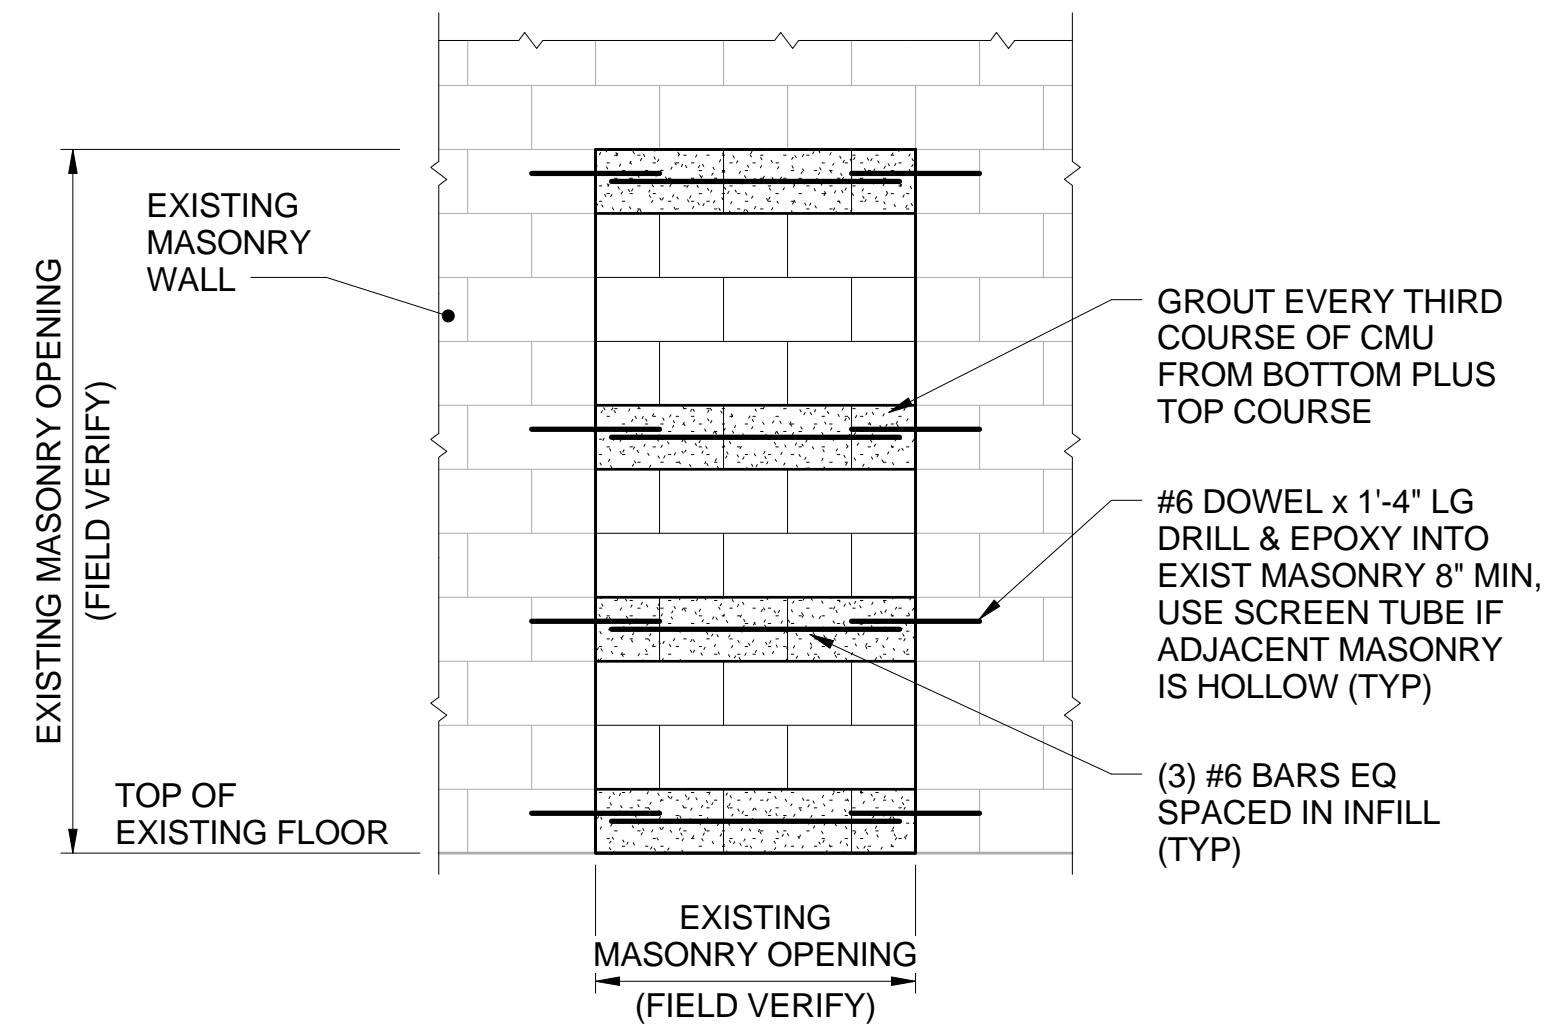 EXISTING
MASONRY
WALL
EXISTING MASONRY OPENING
(FIELD VERIFY)
TOP OF
EXISTING FLOOR
GROUT EVERY THIRD
COURSE OF CMU
FROM BOTTOM PLUS
TOP COURSE
#6 DOWEL x 1'-4" LG
DRILL & EPOXY INTO
EXIST MASONRY 8" MIN,
USE SCREEN TUBE IF
ADJACENT MASONRY
IS HOLLOW (TYP)
(3) #6 BARS EQ
SPACED IN INFILL
(TYP)
EXISTING
MASONRY OPENING
(FIELD VERIFY)